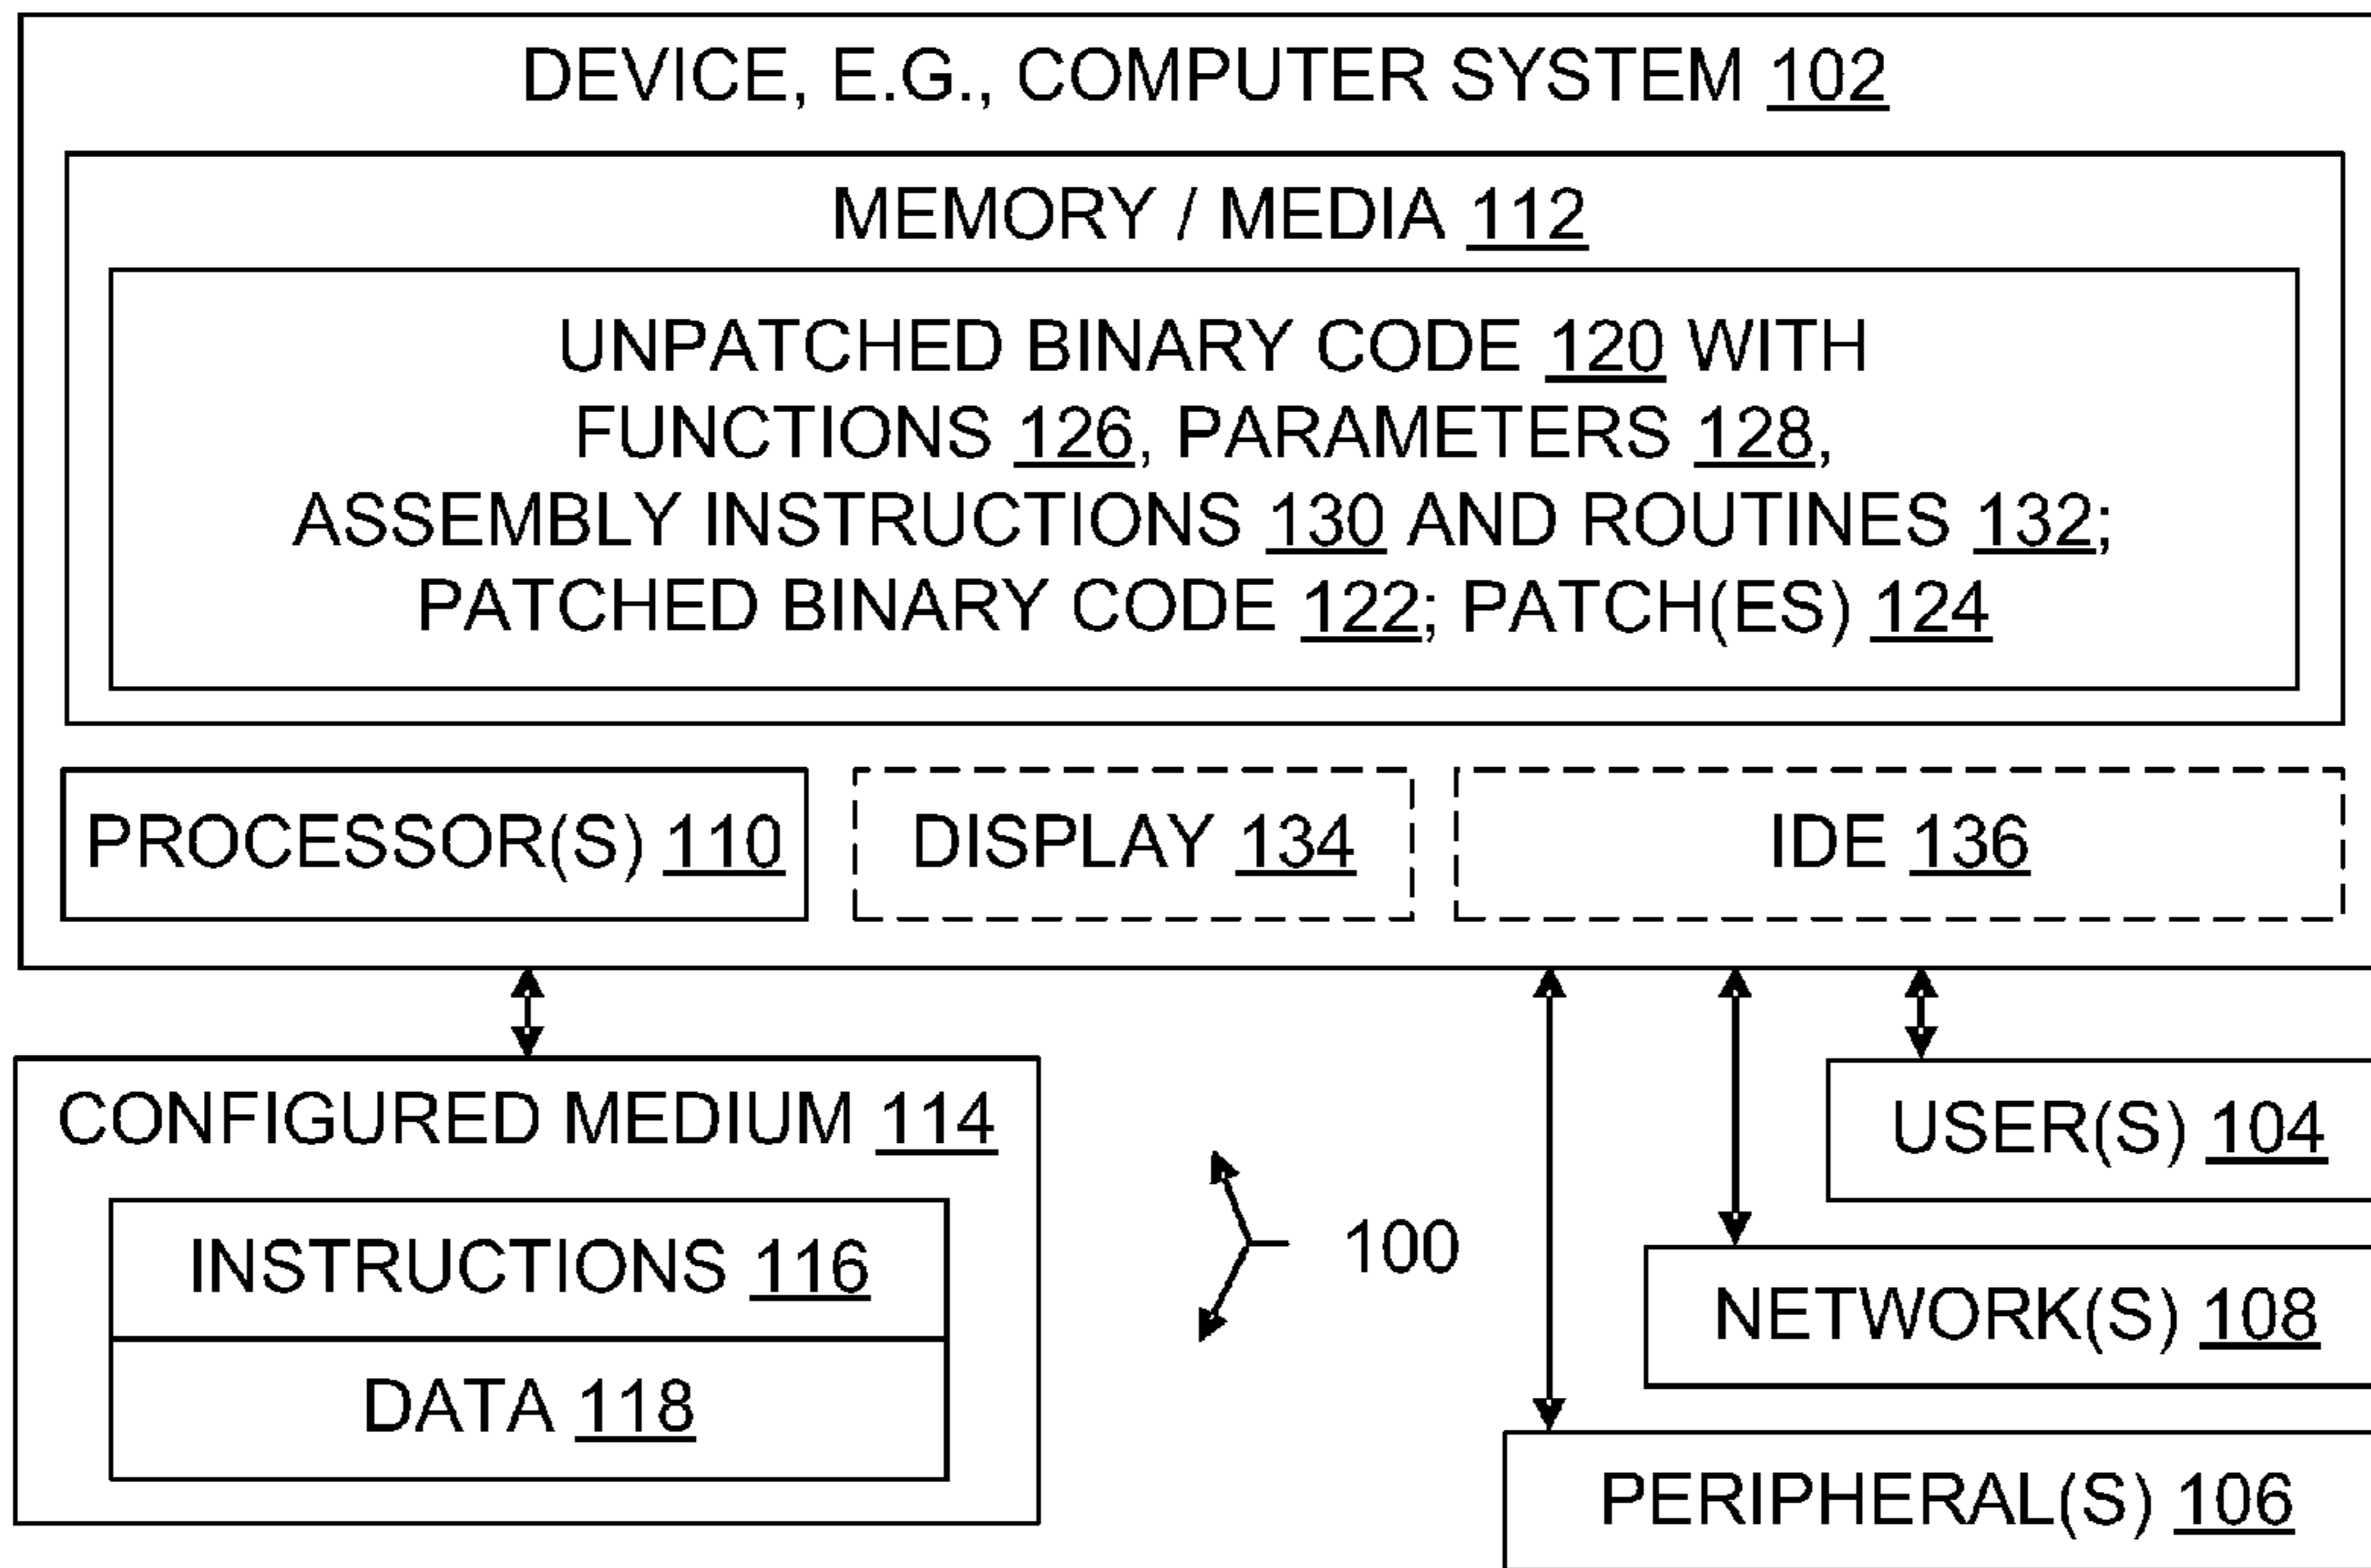 DEVICE, E.G., COMPUTER SYSTEM 102
MEMORY / MEDIA 112
UNPATCHED BINARY CODE 120 WITH
FUNCTIONS 126, PARAMETERS 128,
ASSEMBLY INSTRUCTIONS 130 AND ROUTINES 132;
PATCHED BINARY CODE 122; PATCH(ES) 124
PROCESSOR(S) 110
DISPLAY 134
IDE 136
CONFIGURED MEDIUM 114
INSTRUCTIONS 116
DATA 118
100
USER(S) 104
NETWORK(S) 108
PERIPHERAL(S) 106